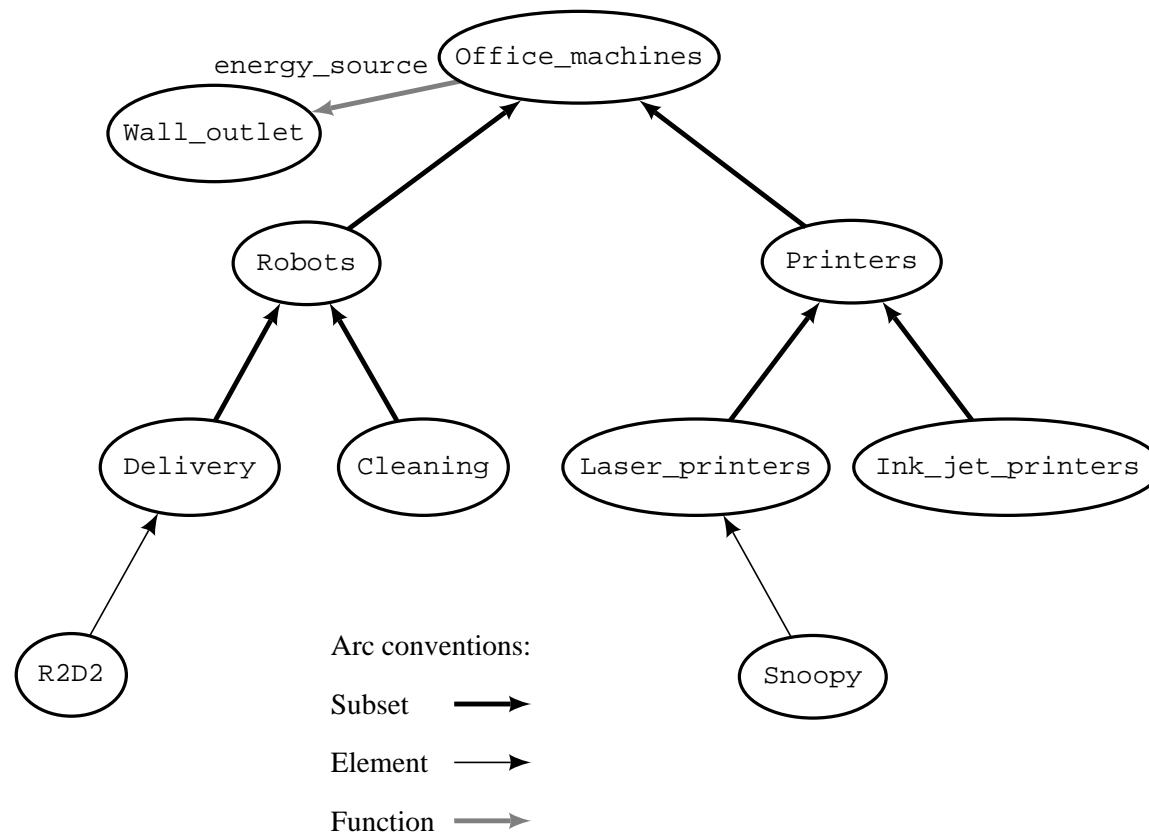 Office_machines
energy_source
Wall_outlet
Robots
Printers
Delivery
Cleaning
Laser_printers
Ink_jet_printers
R2D2
Snoopy
Arc conventions:
Subset
Element
Function